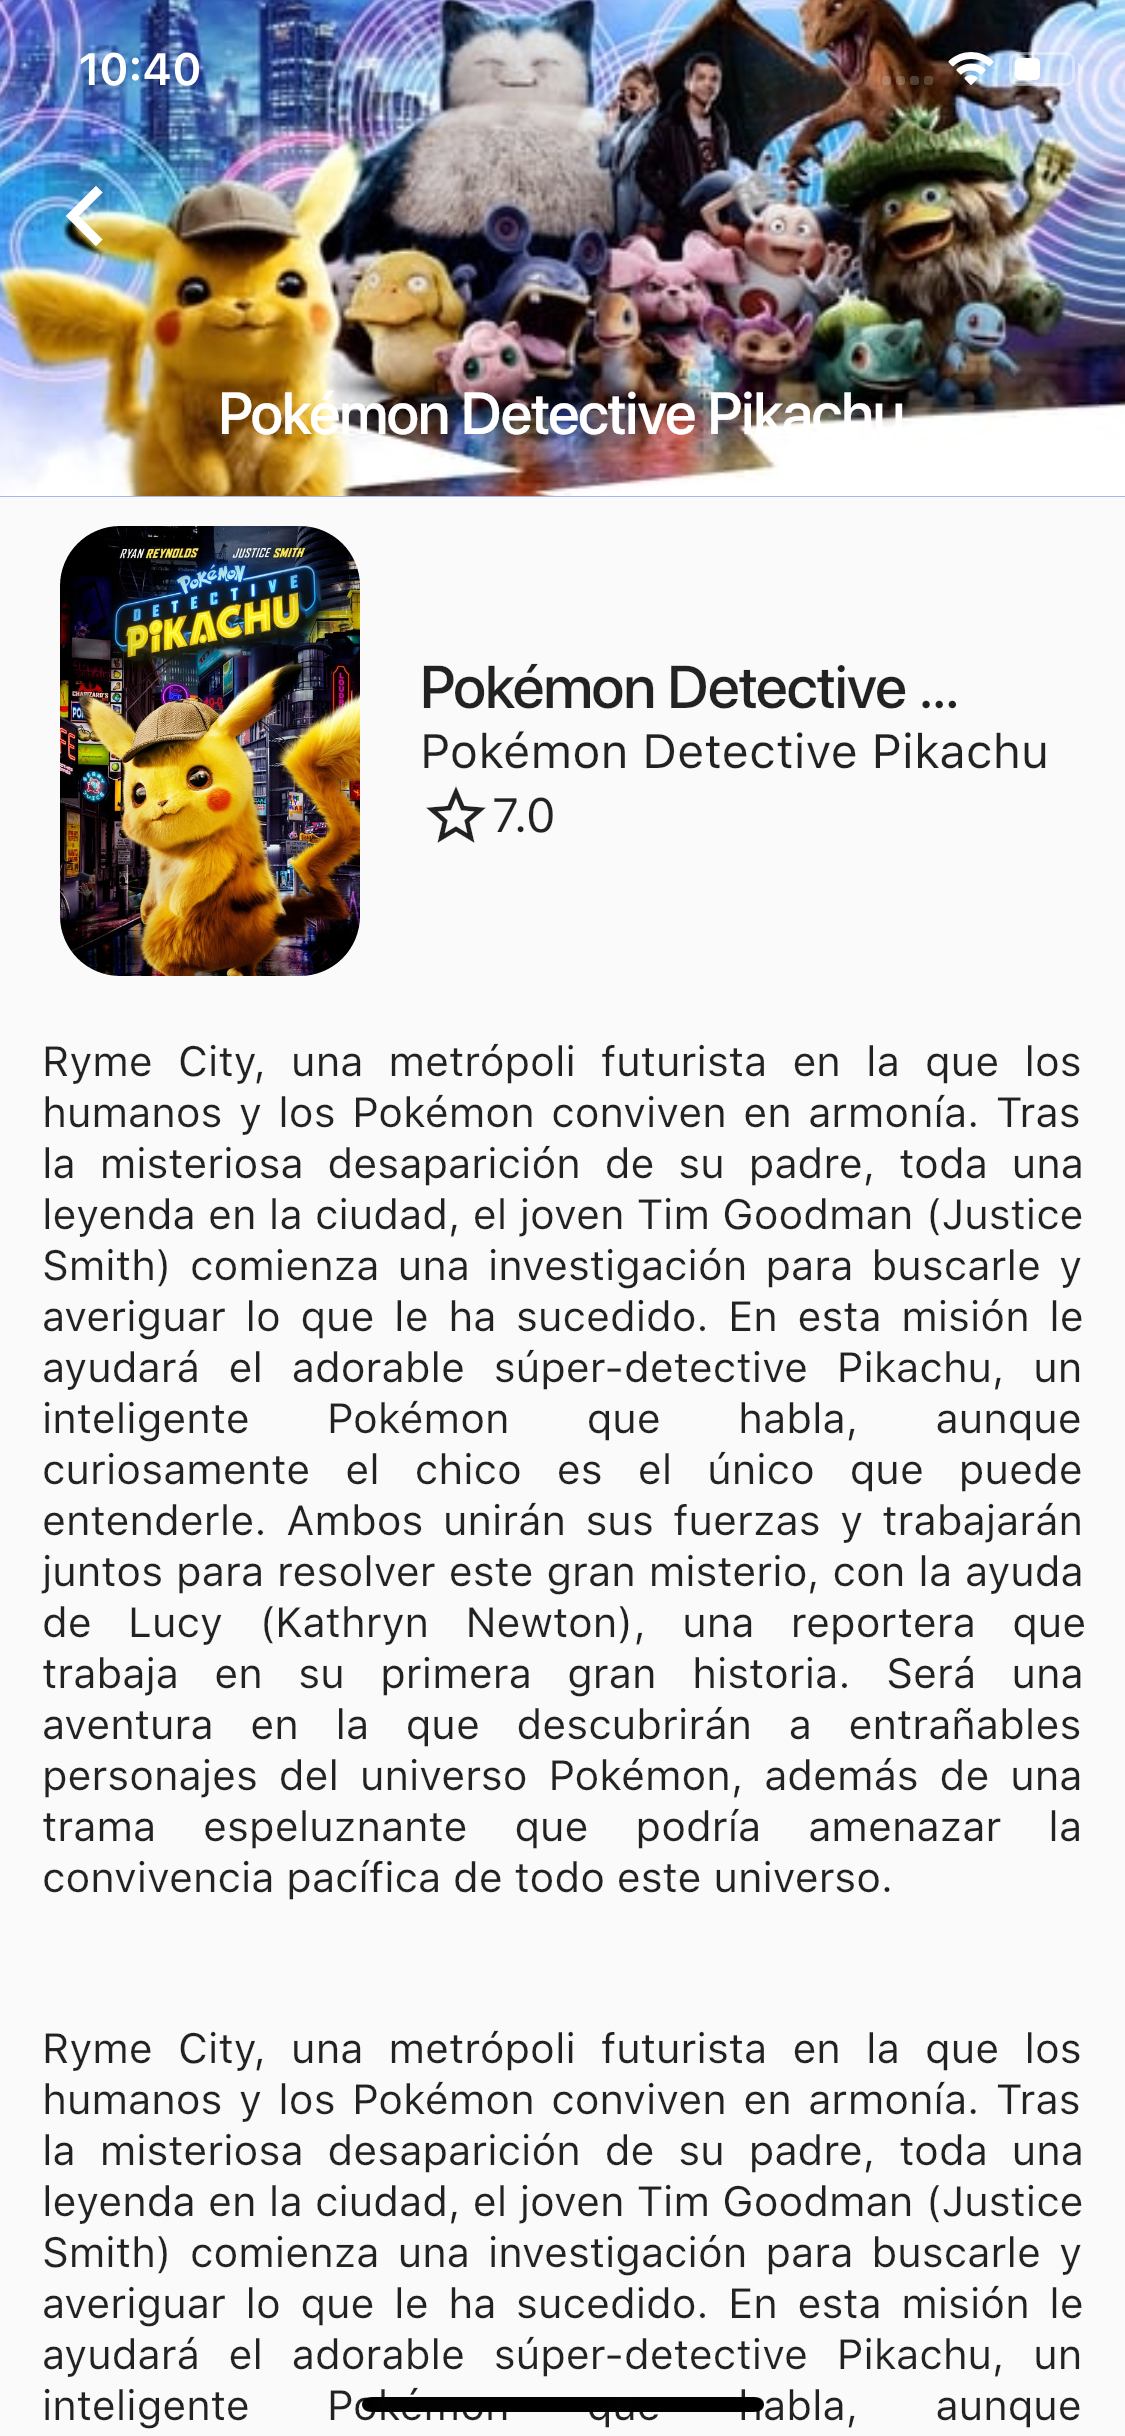 10:40
Pokémon Detective Pikachu
RYAN REYNOLDS JUSTICE SMITH
POKéMON
DETECTIVE
PIKACHU
Pokémon Detective ...
Pokémon Detective Pikachu
7.0
Ryme City, una metrópoli futurista en la que los
humanos y los Pokémon conviven en armonía. Tras
la misteriosa desaparición de su padre, toda una
leyenda en la ciudad, el joven Tim Goodman (Justice
Smith) comienza una investigación para buscarle y
averiguar lo que le ha sucedido. En esta misión le
ayudará el adorable súper-detective Pikachu, un
inteligente Pokémon que habla, aunque
curiosamente el chico es el único que puede
entenderle. Ambos unirán sus fuerzas y trabajarán
juntos para resolver este gran misterio, con la ayuda
de Lucy (Kathryn Newton), una reportera que
trabaja en su primera gran historia. Será una
aventura en la que descubrirán a entrañables
personajes del universo Pokémon, además de una
trama espeluznante que podría amenazar la
convivencia pacífica de todo este universo.
Ryme City, una metrópoli futurista en la que los
humanos y los Pokémon conviven en armonía. Tras
la misteriosa desaparición de su padre, toda una
leyenda en la ciudad, el joven Tim Goodman (Justice
Smith) comienza una investigación para buscarle y
averiguar lo que le ha sucedido. En esta misión le
ayudará el adorable súper-detective Pikachu, un
inteligente Pokémon que habla, aunque